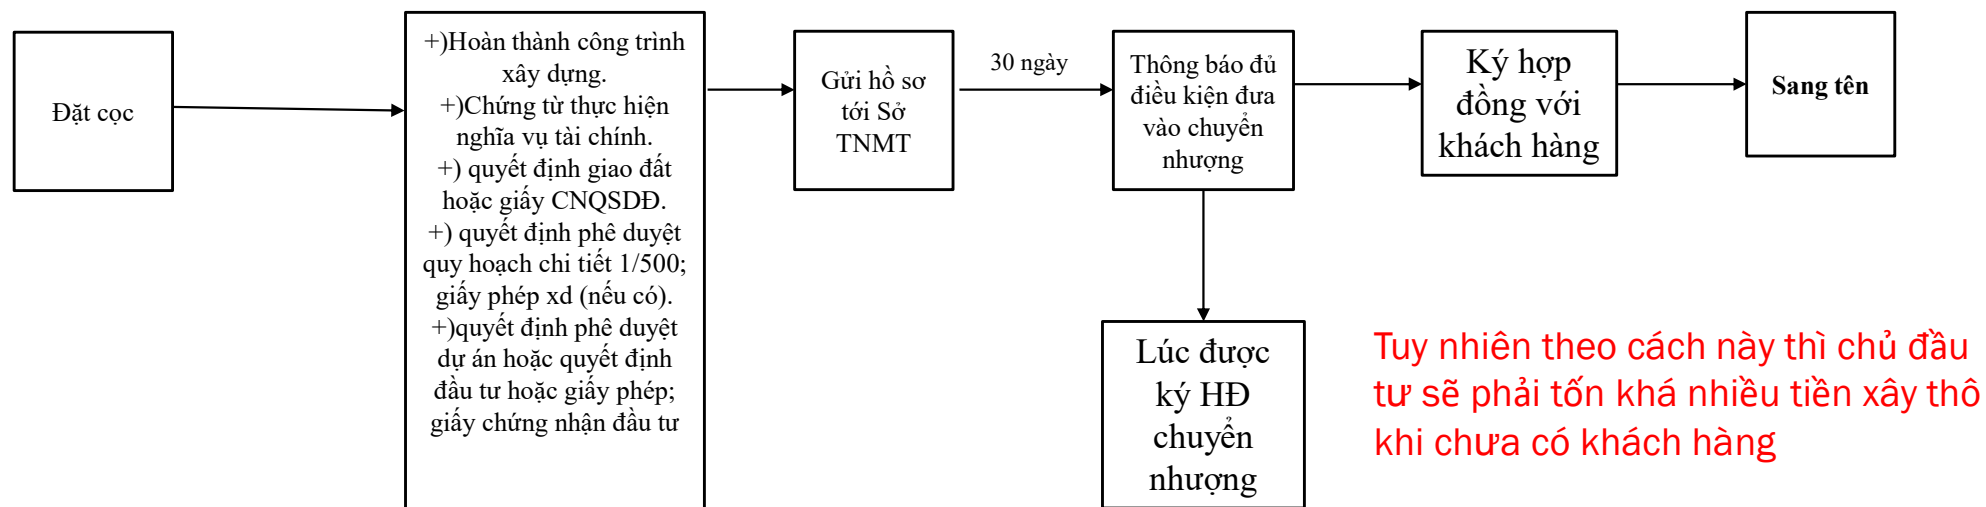 Đặt cọc
+)Hoàn thành công trình
xây dựng.
+)Chứng từ thực hiện
nghĩa vụ tài chính.
+) quyết định giao đất
hoặc giấy CNQSDĐ.
+) quyết định phê duyệt
quy hoạch chi tiết 1/500;
giấy phép xd (nếu có).
+)quyết định phê duyệt
dự án hoặc quyết định
đầu tư hoặc giấy phép;
giấy chứng nhận đầu tư
Gửi hồ sơ
tới Sở
TNMT
30 ngày
Thông báo đủ
điều kiện đưa
vào chuyển
nhượng
Ký hợp
đồng với
khách hàng
Sang tên
Lúc được
ký HĐ
chuyển
nhượng
Tuy nhiên theo cách này thì chủ đầu
tư sẽ phải tốn khá nhiều tiền xây thô
khi chưa có khách hàng